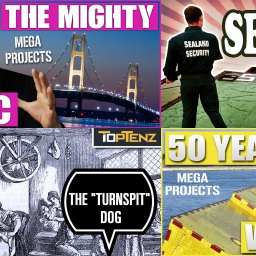 THE MIGHTY
MEGA
PROJECTS
C
SE
SEALAND
SECURITY
TOPTENZ
THE "TURNSPIT"
DOG
50 YEA
MEGA
PROJECTS